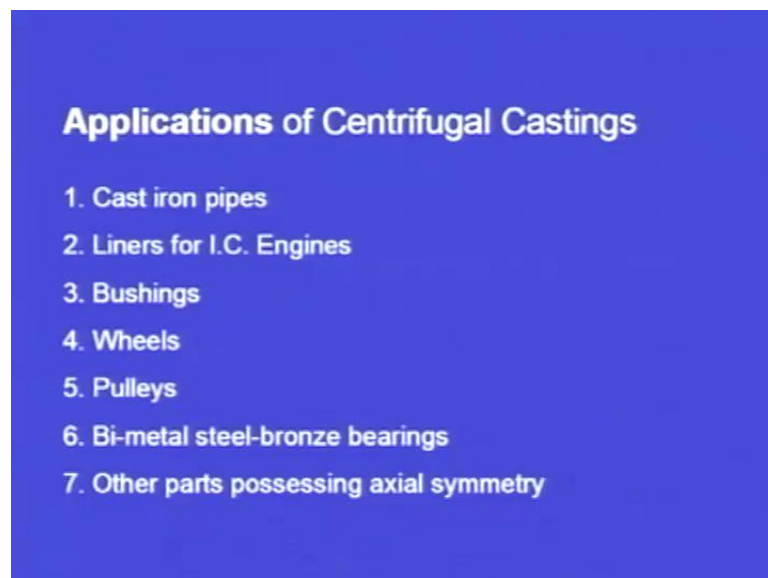 Applications of Centrifugal Castings
1. Cast iron pipes
2. Liners for I.C. Engines
3. Bushings
4. Wheels
5. Pulleys
6. Bi-metal steel-bronze bearings
7. Other parts possessing axial symmetry